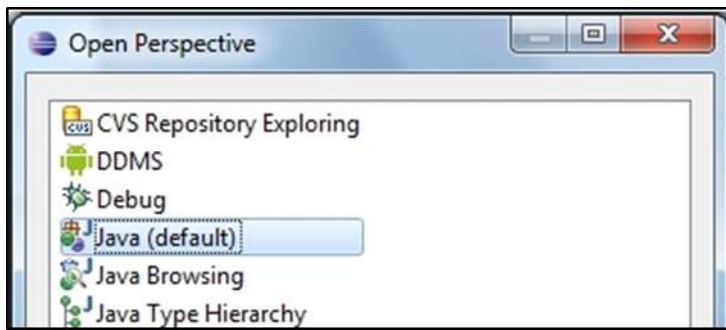 Open Perspective
CVS Repository Exploring
DDMS
Debug
Java (default)
Java Browsing
Java Type Hierarchy